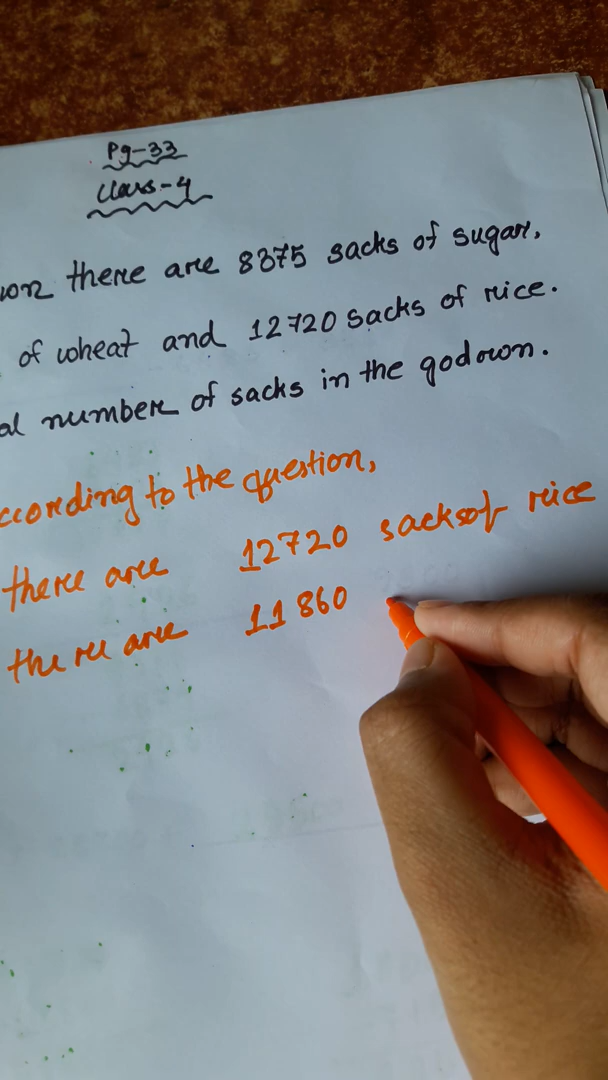 Pg-33
Class-4
there are 8375 sacks of sugar,
of wheat and 12720 sacks of rice.
number of sacks in the godown.
to the question,
there are 12720 sacks of rice
there are 11860